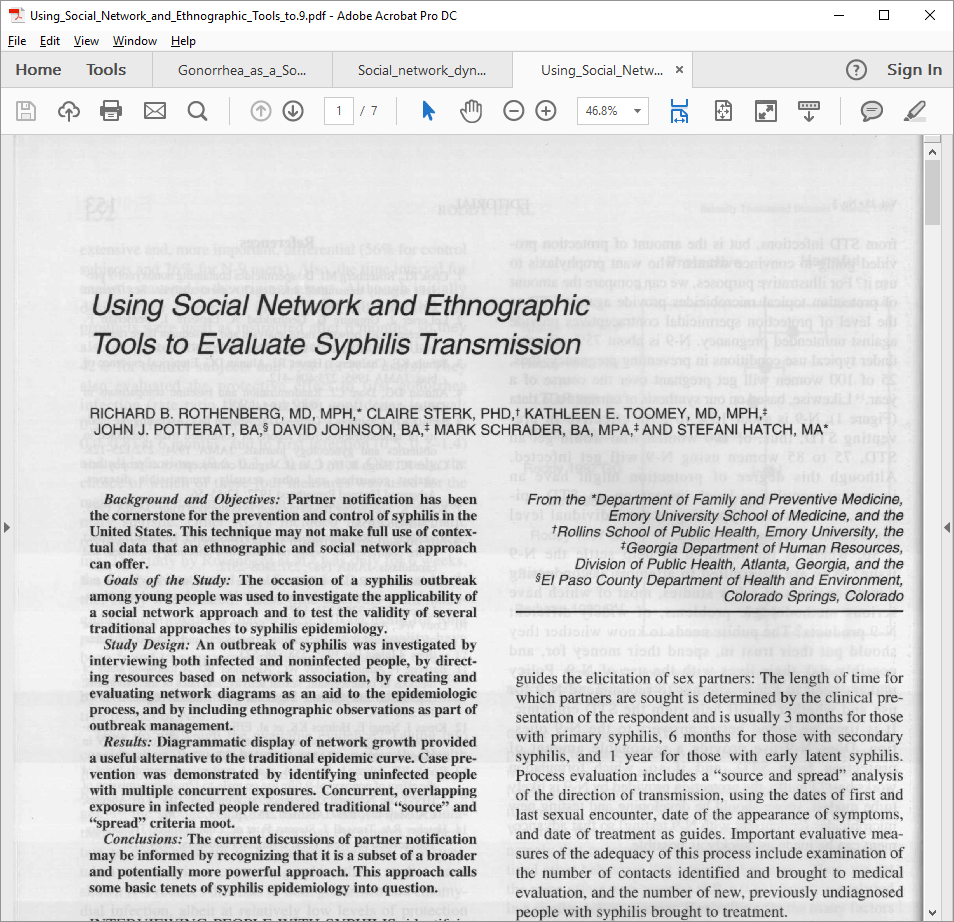 Using_Social_Network_and_Ethnographic_Tools_to.9.pdf - Adobe Acrobat Pro DC
File Edit View Window Help
Home Tools Gonorrhea_as_a_So... Social_network_dyn... Using_Social_Netw... × ? Sign In
1 / 7 46.8%
Using Social Network and Ethnographic
Tools to Evaluate Syphilis Transmission
RICHARD B. ROTHENBERG, MD, MPH,* CLAIRE STERK, PHD,† KATHLEEN E. TOOMEY, MD, MPH,‡
JOHN J. POTTERAT, BA,§ DAVID JOHNSON, BA,‡ MARK SCHRADER, BA, MPA,‡ AND STEFANI HATCH, MA*
Background and Objectives: Partner notification has been
the cornerstone for the prevention and control of syphilis in the
United States. This technique may not make full use of contex-
tual data that an ethnographic and social network approach
can offer.
Goals of the Study: The occasion of a syphilis outbreak
among young people was used to investigate the applicability of
a social network approach and to test the validity of several
traditional approaches to syphilis epidemiology.
Study Design: An outbreak of syphilis was investigated by
interviewing both infected and noninfected people, by direct-
ing resources based on network association, by creating and
evaluating network diagrams as an aid to the epidemiologic
process, and by including ethnographic observations as part of
outbreak management.
Results: Diagrammatic display of network growth provided
a useful alternative to the traditional epidemic curve. Case pre-
vention was demonstrated by identifying uninfected people
with multiple concurrent exposures. Concurrent, overlapping
exposure in infected people rendered traditional “source” and
“spread” criteria moot.
Conclusions: The current discussions of partner notification
may be informed by recognizing that it is a subset of a broader
and potentially more powerful approach. This approach calls
some basic tenets of syphilis epidemiology into question.
From the *Department of Family and Preventive Medicine,
Emory University School of Medicine, and the
†Rollins School of Public Health, Emory University, the
‡Georgia Department of Human Resources,
Division of Public Health, Atlanta, Georgia, and the
§El Paso County Department of Health and Environment,
Colorado Springs, Colorado
guides the elicitation of sex partners: The length of time for
which partners are sought is determined by the clinical pre-
sentation of the respondent and is usually 3 months for those
with primary syphilis, 6 months for those with secondary
syphilis, and 1 year for those with early latent syphilis.
Process evaluation includes a “source and spread” analysis
of the direction of transmission, using the dates of first and
last sexual encounter, date of the appearance of symptoms,
and date of treatment as guides. Important evaluative mea-
sures of the adequacy of this process include examination of
the number of contacts identified and brought to medical
evaluation, and the number of new, previously undiagnosed
people with syphilis brought to treatment.